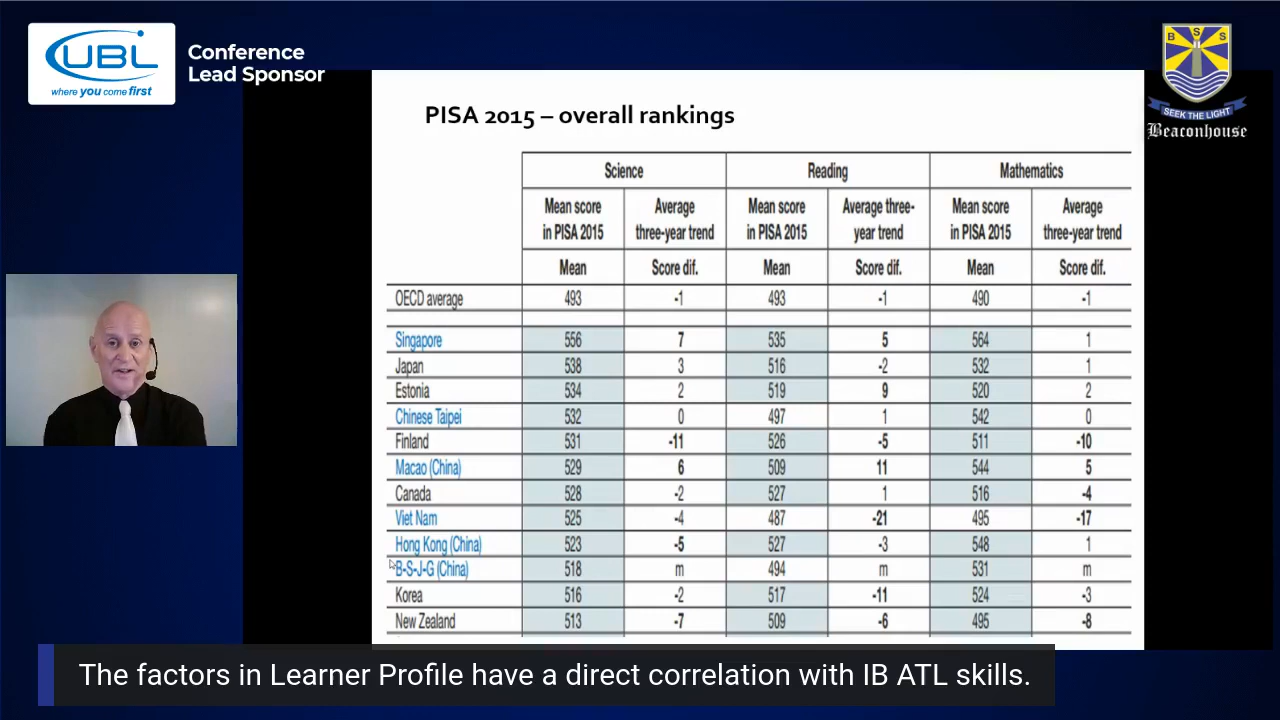 UBL
where you come first
Conference
Lead Sponsor
B S S
SEEK THE LIGHT
Beaconhouse
PISA 2015 – overall rankings
Science Reading Mathematics
Mean score in PISA 2015 Average three-year trend Mean score in PISA 2015 Average three-year trend Mean score in PISA 2015 Average three-year trend
Mean Score dif. Mean Score dif. Mean Score dif.
OECD average 493 -1 493 -1 490 -1
Singapore 556 7 535 5 564 1
Japan 538 3 516 -2 532 1
Estonia 534 2 519 9 520 2
Chinese Taipei 532 0 497 1 542 0
Finland 531 -11 526 -5 511 -10
Macao (China) 529 6 509 11 544 5
Canada 528 -2 527 1 516 -4
Viet Nam 525 -4 487 -21 495 -17
Hong Kong (China) 523 -5 527 -3 548 1
B-S-J-G (China) 518 m 494 m 531 m
Korea 516 -2 517 -11 524 -3
New Zealand 513 -7 509 -6 495 -8
The factors in Learner Profile have a direct correlation with IB ATL skills.